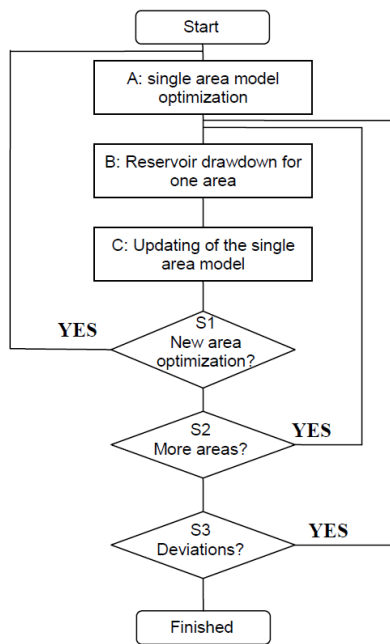 Start
A: single area model
optimization
B: Reservoir drawdown for
one area
C: Updating of the single
area model
YES
S1
New area
optimization?
S2
More areas?
YES
S3
Deviations?
YES
Finished